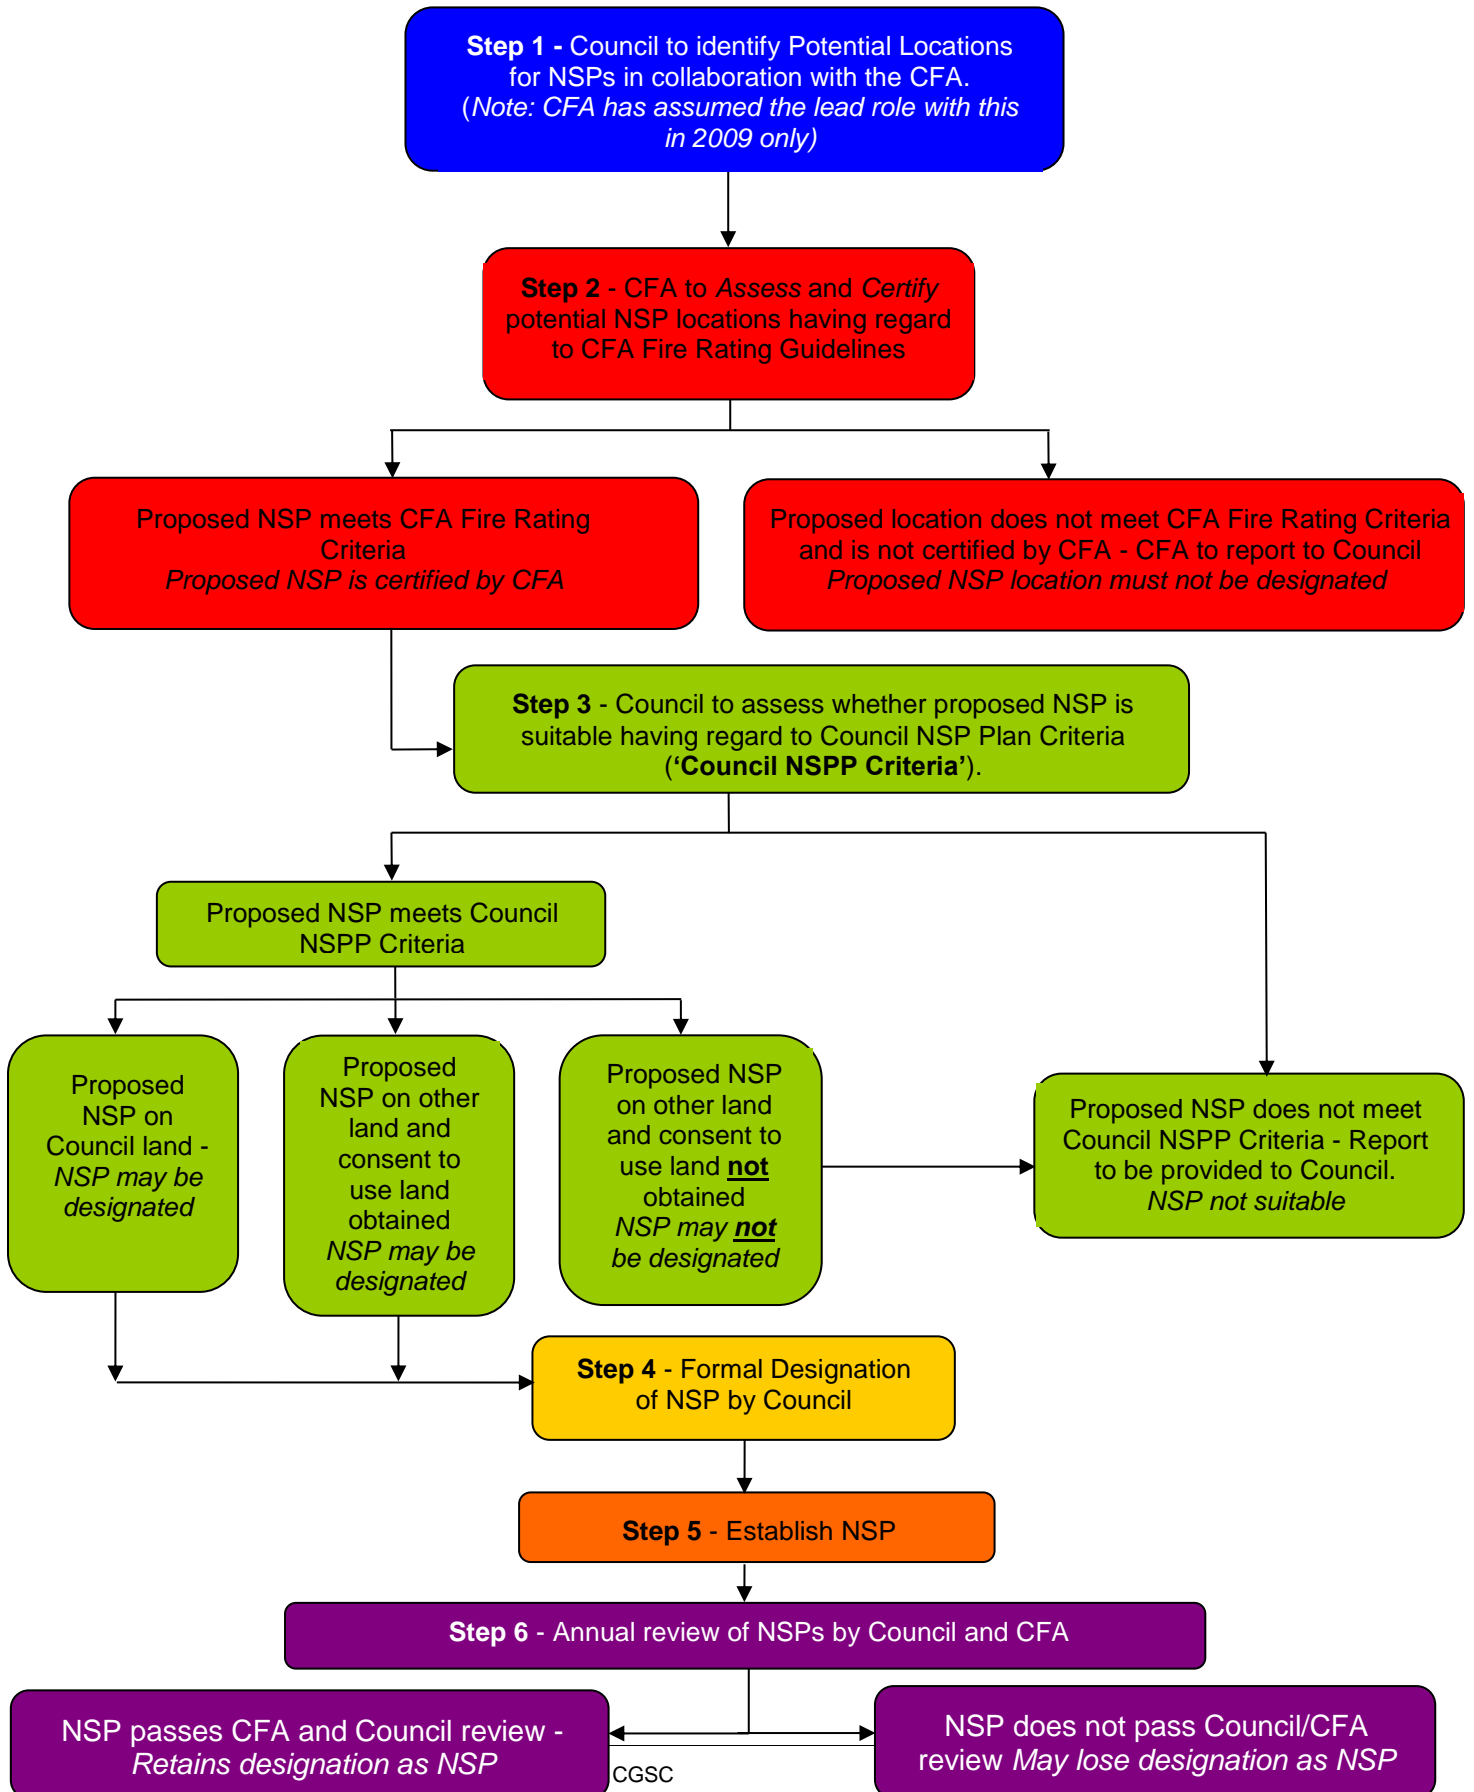 Step 1 - Council to identify Potential Locations
for NSPs in collaboration with the CFA.
(Note: CFA has assumed the lead role with this
in 2009 only)
Step 2 - CFA to Assess and Certify
potential NSP locations having regard
to CFA Fire Rating Guidelines
Proposed NSP meets CFA Fire Rating
Criteria
Proposed NSP is certified by CFA
Proposed location does not meet CFA Fire Rating Criteria
and is not certified by CFA - CFA to report to Council
Proposed NSP location must not be designated
Step 3 - Council to assess whether proposed NSP is
suitable having regard to Council NSP Plan Criteria
(‘Council NSPP Criteria’).
Proposed NSP meets Council
NSPP Criteria
Proposed
NSP on
Council land -
NSP may be
designated
Proposed
NSP on other
land and
consent to
use land
obtained
NSP may be
designated
Proposed NSP
on other land
and consent to
use land not
obtained
NSP may not
be designated
Proposed NSP does not meet
Council NSPP Criteria - Report
to be provided to Council.
NSP not suitable
Step 4 - Formal Designation
of NSP by Council
Step 5 - Establish NSP
Step 6 - Annual review of NSPs by Council and CFA
NSP passes CFA and Council review -
Retains designation as NSP
NSP does not pass Council/CFA
review May lose designation as NSP
CGSC